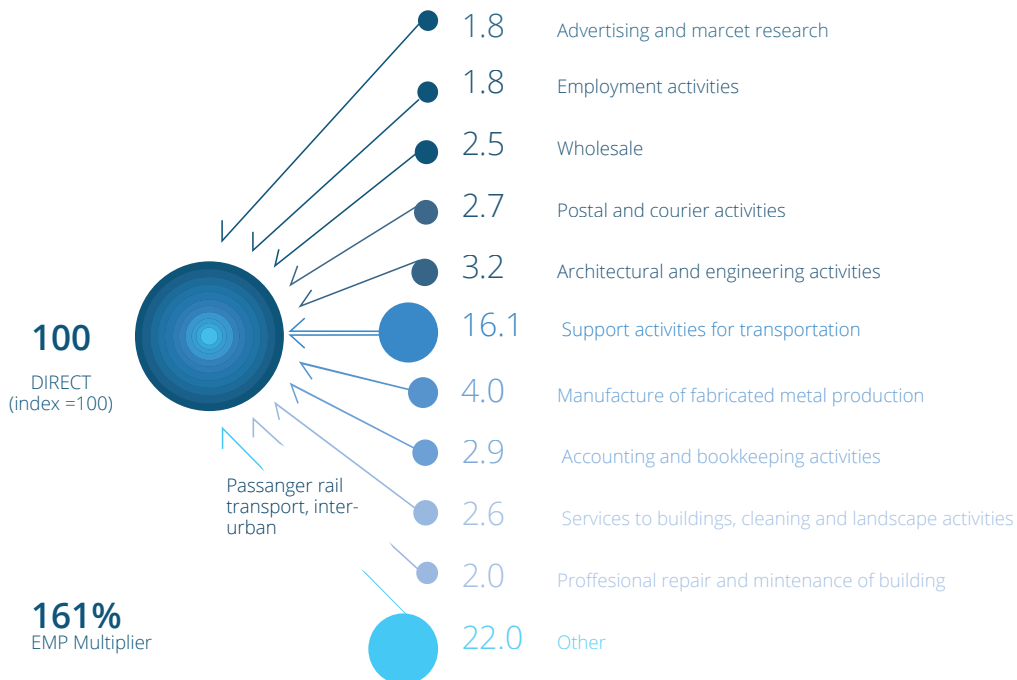 1.8 Advertising and marcet research
1.8 Employment activities
2.5 Wholesale
2.7 Postal and courier activities
3.2 Architectural and engineering activities
16.1 Support activities for transportation
100
DIRECT
(index =100)
4.0 Manufacture of fabricated metal production
2.9 Accounting and bookkeeping activities
Passanger rail
transport, inter-
urban
2.6 Services to buildings, cleaning and landscape activities
2.0 Proffesional repair and mintenance of building
161%
EMP Multiplier
22.0 Other